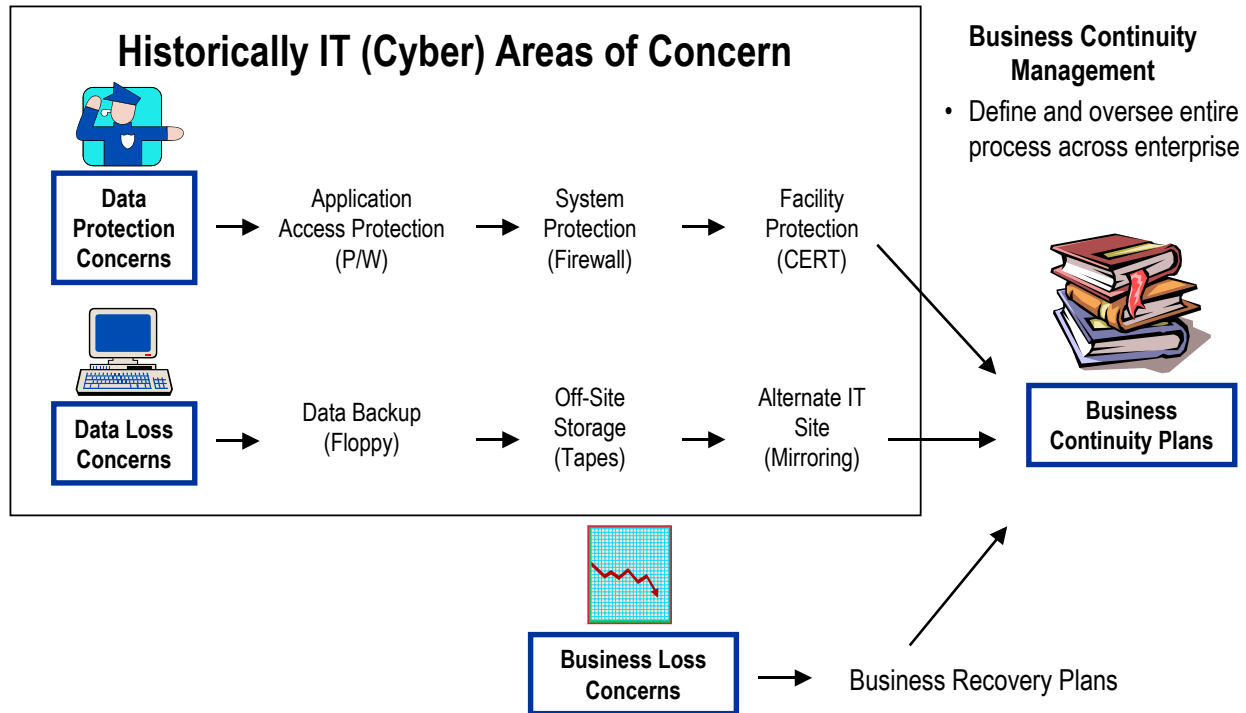 Historically IT (Cyber) Areas of Concern
Business Continuity
Management
• Define and oversee entire
process across enterprise
Data
Protection
Concerns
Application
Access Protection
(P/W)
System
Protection
(Firewall)
Facility
Protection
(CERT)
Data Loss
Concerns
Data Backup
(Floppy)
Off-Site
Storage
(Tapes)
Alternate IT
Site
(Mirroring)
Business
Continuity Plans
Business Loss
Concerns
Business Recovery Plans